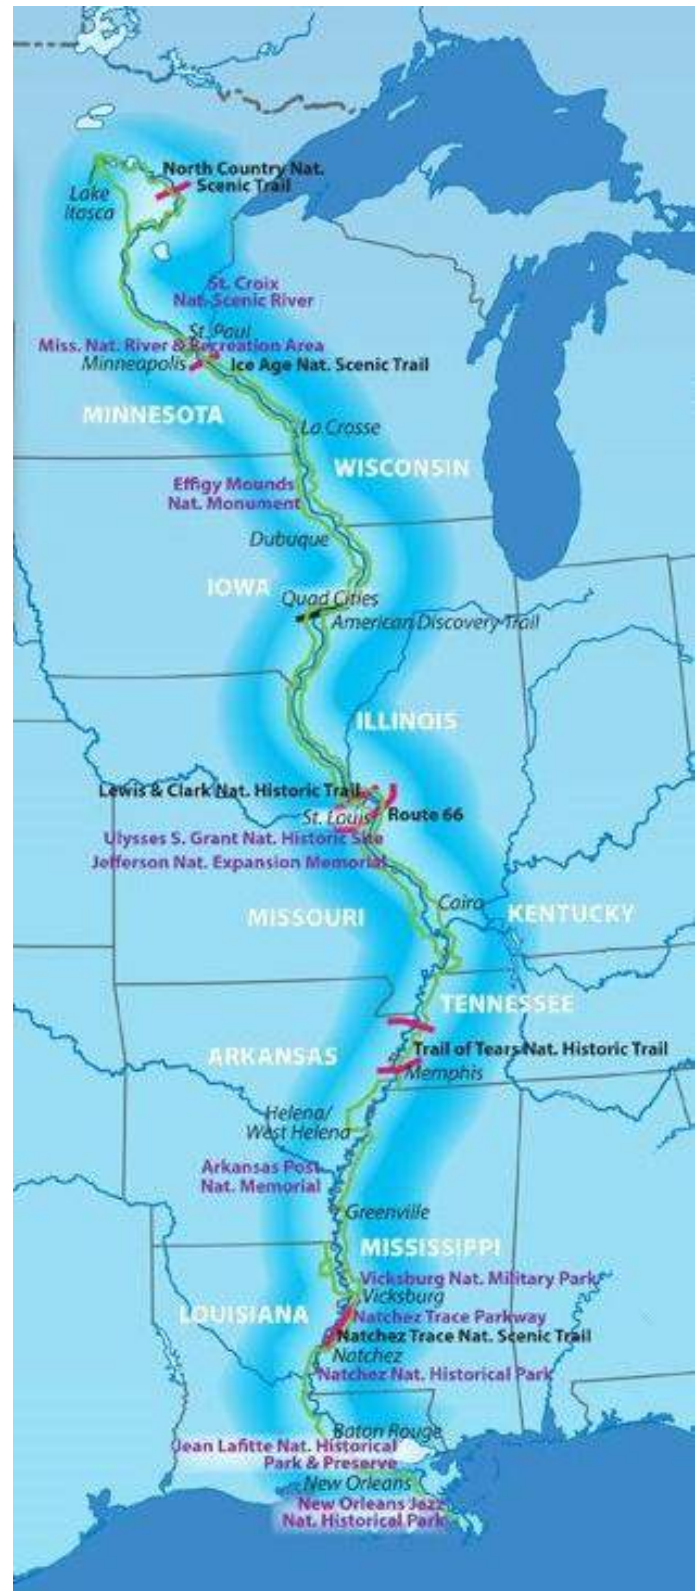 North Country Nat.
Scenic Trail
Lake
Itasca
St. Croix
Nat. Scenic River
St. Paul
Miss. Nat. River & Recreation Area
Minneapolis
Ice Age Nat. Scenic Trail
MINNESOTA
La Crosse
WISCONSIN
Effigy Mounds
Nat. Monument
Dubuque
IOWA
Quad Cities
American Discovery Trail
ILLINOIS
Lewis & Clark Nat. Historic Trail
St. Louis
Route 66
Ulysses S. Grant Nat. Historic Site
Jefferson Nat. Expansion Memorial
Cairo
MISSOURI
KENTUCKY
TENNESSEE
ARKANSAS
Trail of Tears Nat. Historic Trail
Memphis
Helena/
West Helena
Arkansas Post
Nat. Memorial
Greenville
MISSISSIPPI
Vicksburg Nat. Military Park
Vicksburg
LOUISIANA
Natchez Trace Parkway
Natchez Trace Nat. Scenic Trail
Natchez
Natchez Nat. Historical Park
Baton Rouge
Jean Lafitte Nat. Historical
Park & Preserve
New Orleans
New Orleans Jazz
Nat. Historical Park